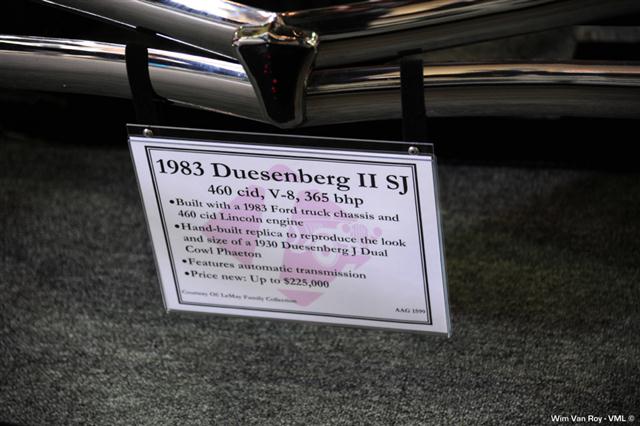 1983 Duesenberg II SJ
460 cid, V-8, 365 bhp
•Built with a 1983 Ford truck chassis and
460 cid Lincoln engine
•Hand-built replica to reproduce the look
and size of a 1930 Duesenberg J Dual
Cowl Phaeton
•Features automatic transmission
•Price new: Up to $225,000
Courtesy Of: LeMay Family Collection
AAG 1599
Wim Van Roy - VML ©